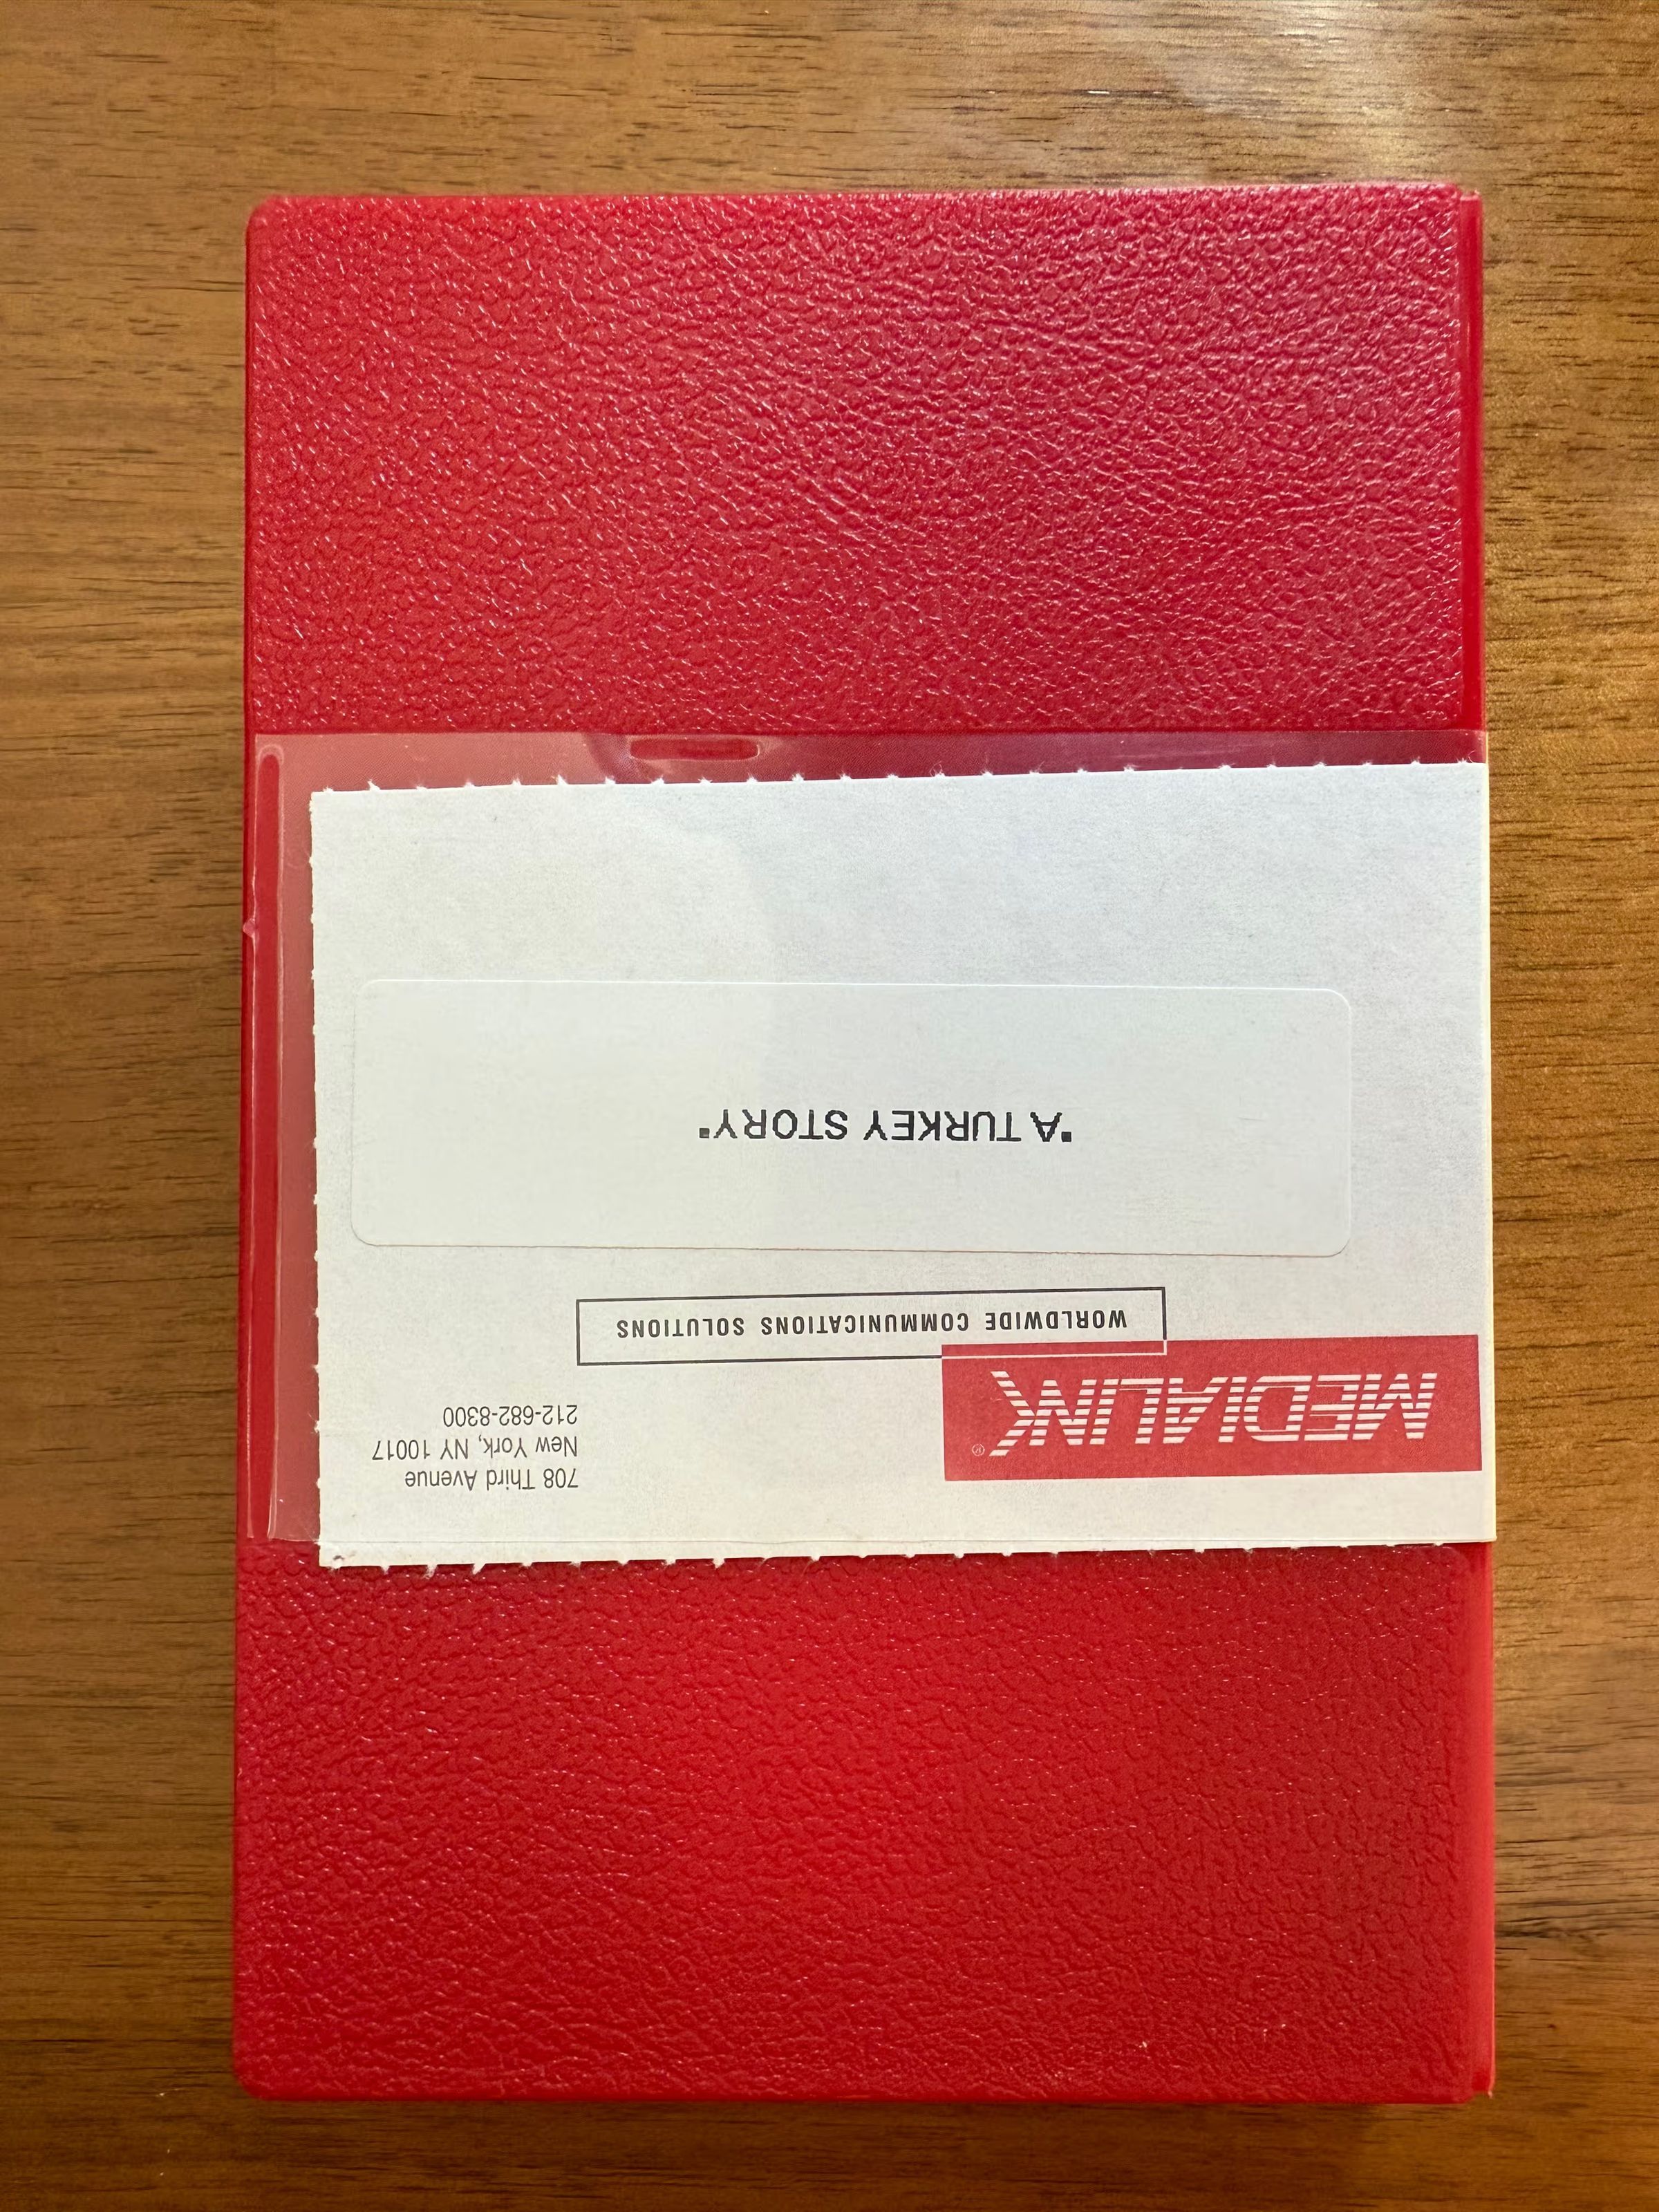 MEDIALINK®
WORLDWIDE COMMUNICATIONS SOLUTIONS
708 Third Avenue
New York, NY 10017
212-682-8300
"A TURKEY STORY"